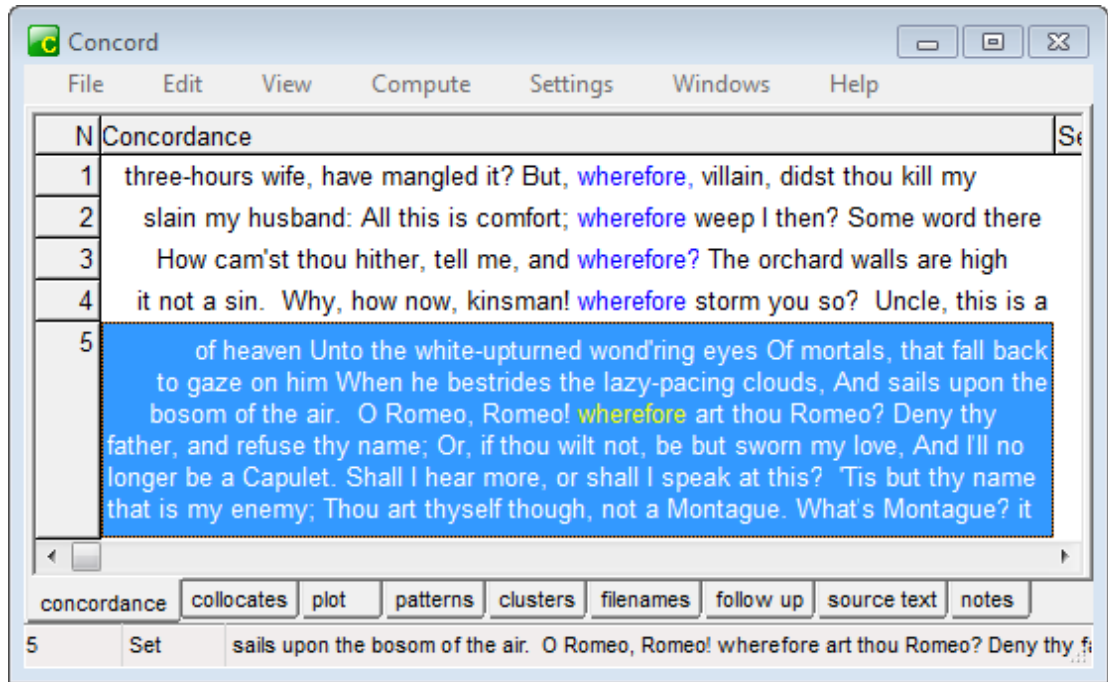 Concord
File Edit View Compute Settings Windows Help
N Concordance
1 three-hours wife, have mangled it? But, wherefore, villain, didst thou kill my
2 slain my husband: All this is comfort; wherefore weep I then? Some word there
3 How cam'st thou hither, tell me, and wherefore? The orchard walls are high
4 it not a sin.  Why, how now, kinsman! wherefore storm you so?  Uncle, this is a
5 of heaven Unto the white-upturned wond'ring eyes Of mortals, that fall back
to gaze on him When he bestrides the lazy-pacing clouds, And sails upon the
bosom of the air.  O Romeo, Romeo! wherefore art thou Romeo? Deny thy
father, and refuse thy name; Or, if thou wilt not, be but sworn my love, And I'll no
longer be a Capulet. Shall I hear more, or shall I speak at this?  'Tis but thy name
that is my enemy; Thou art thyself though, not a Montague. What's Montague? it
concordance collocates plot patterns clusters filenames follow up source text notes
5 Set sails upon the bosom of the air.  O Romeo, Romeo! wherefore art thou Romeo? Deny thy